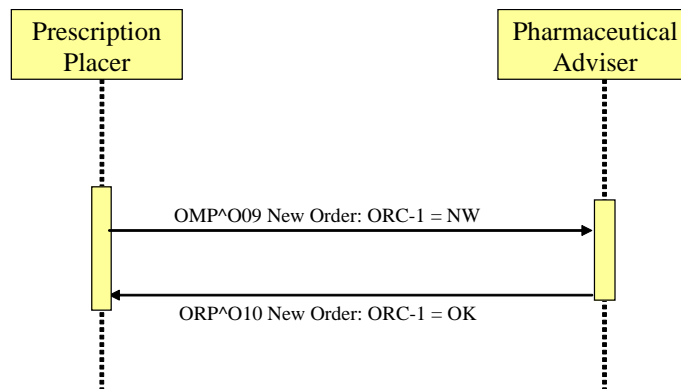 Prescription
Placer
Pharmaceutical
Adviser
OMP^O09 New Order: ORC-1 = NW
ORP^O10 New Order: ORC-1 = OK